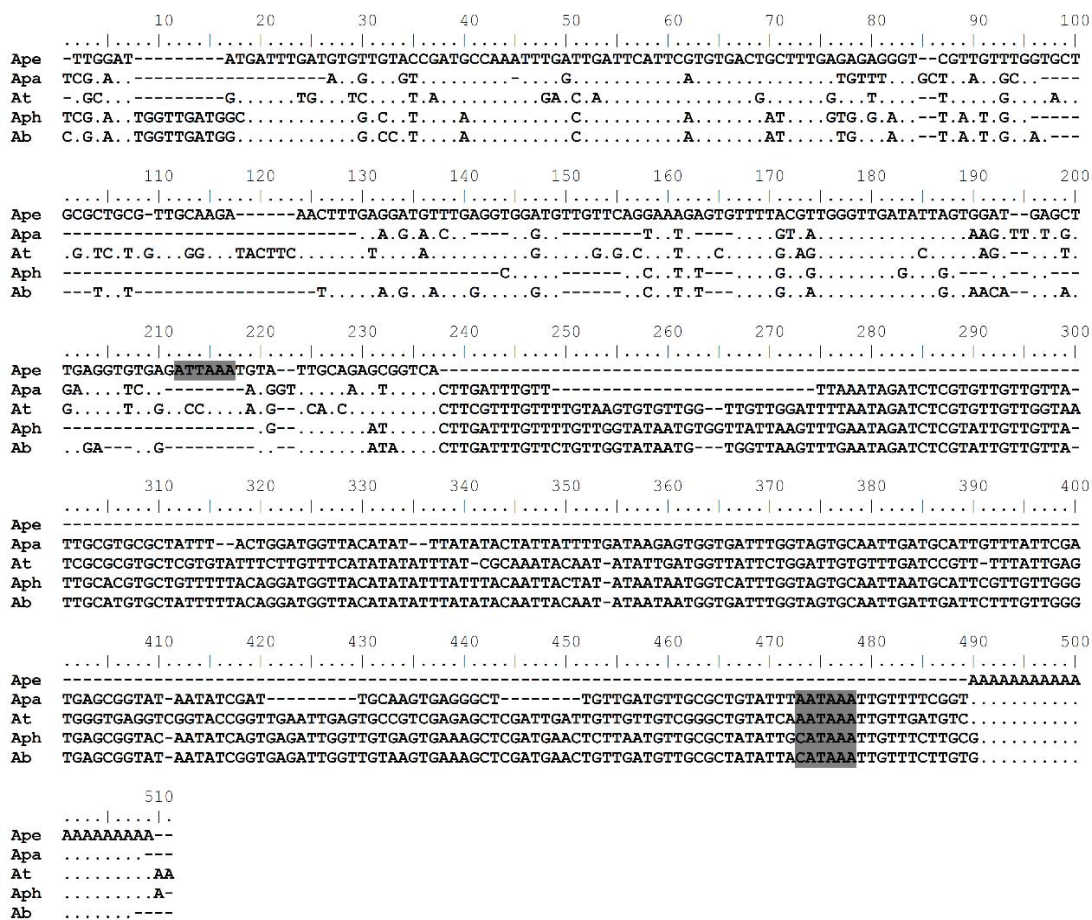 10 20 30 40 50 60 70 80 90 100
....|....|....|....|....|....|....|....|....|....|....|....|....|....|....|....|....|....|....|....|
Ape -TTGGAT---------ATGATTTGATGTGTTGTACCGATGCCAAATTTGATTGATTCATTCGTGTGACTGCTTTGAGAGAGGGT--CGTTGTTTGGTGCT
Apa TCG.A..----------.........A..G...GT.........-....G...........A..............TGTTT...GCT..A..GC...----
At -.GC...---------G......TG...TC....T.A..........GA.C.A...............G......G...T....--T.....G....A..
Aph TCG.A..TGGTTGATGGC...........G.C..T....A..........C..........A.......AT....GTG.G.A..--T.A.T.G...-----
Ab C.G.A..TGGTTGATGG............G.CC.T....A..........C..........A.......AT.....TG....A..--T.A.T.G..A.----
110 120 130 140 150 160 170 180 190 200
....|....|....|....|....|....|....|....|....|....|....|....|....|....|....|....|....|....|....|....|
Ape GCGCTGCG-TTGCAAGA------AACTTTGAGGATGTTTGAGGTGGATGTTGTTCAGGAAAGAGTGTTTTACGTTGGGTTGATATTAGTGGAT--GAGCT
Apa -----------------------------..A.G.A.C..-----..G.........T..T......GT.A...............AAG.TT.T.G.
At .G.TC.T.G...GG...TACTTC.......T....A..........G.....G.G.C...T...C.....G.AG..........C.....AG...---...T.
Aph -------------------------------------------C.....--------..C..T.T---...G..G........G...G...-----....
Ab ---T..T------------------T.....A.G..A...G.....G..--------..C..T.T---...G..A............G..AACA--....A.
210 220 230 240 250 260 270 280 290 300
....|....|....|....|....|....|....|....|....|....|....|....|....|....|....|....|....|....|....|....|
Ape TGAGGTGTGAGATTAAATGTA--TTGCAGAGCGGTCA---------------------------------------------------------------
Apa GA....TC..--------.A.GGT.....A..T.....CTTGATTTGTT--------------------------TTAAATAGATCTCGTGTTGTTGTTA-
At G.....T..G..CC....A.G--..CA.C.........CTTCGTTTGTTTTGTAAGTGTGTTGG--TTGTTGGATTTTAATAGATCTCGTGTTGTTGGTAA
Aph -------------------.G..--.......AT.....CTTGATTTGTTTTGTTGGTATAATGTGGTTATTAAGTTTGAATAGATCTCGTATTGTTGTTA-
Ab ..GA---..G---------....--.......ATA....CTTGATTTGTTCTGTTGGTATAATG---TGGTTAAGTTTGAATAGATCTCGTATTGTTGTTA-
310 320 330 340 350 360 370 380 390 400
....|....|....|....|....|....|....|....|....|....|....|....|....|....|....|....|....|....|....|....|
Ape ----------------------------------------------------------------------------------------------------
Apa TTGCGTGCGCTATTT--ACTGGATGGTTACATAT--TTATATACTATTATTTTGATAAGAGTGGTGATTTGGTAGTGCAATTGATGCATTGTTTATTCGA
At TCGCGCGTGCTCGTGTATTTCTTGTTTCATATATATTTAT-CGCAAATACAAT-ATATTGATGGTTATTCTGGATTGTGTTTGATCCGTT-TTTATTGAG
Aph TTGCACGTGCTGTTTTTACAGGATGGTTACATATATTTATTTACAATTACTAT-ATAATAATGGTCATTTGGTAGTGCAATTAATGCATTCGTTGTTGGG
Ab TTGCATGTGCTATTTTTACAGGATGGTTACATATATTTATATACAATTACAAT-ATAATAATGGTGATTTGGTAGTGCAATTGATTGATTCTTTGTTGGG
410 420 430 440 450 460 470 480 490 500
....|....|....|....|....|....|....|....|....|....|....|....|....|....|....|....|....|....|....|....|
Ape -----------------------------------------------------------------------------------------AAAAAAAAAAA
Apa TGAGCGGTAT-AATATCGAT---------TGCAAGTGAGGGCT--------TGTTGATGTTGCGCTGTATTTAATAAATTGTTTTCGGT...........
At TGGGTGAGGTCGGTACCGGTTGAATTGAGTGCCGTCGAGAGCTCGATTGATTGTTGTTGTCGGGCTGTATCAAATAAATTGTTGATGTC...........
Aph TGAGCGGTAC-AATATCAGTGAGATTGGTTGTGAGTGAAAGCTCGATGAACTCTTAATGTTGCGCTATATTGCATAAATTGTTTCTTGCG..........
Ab TGAGCGGTAT-AATATCGGTGAGATTGGTTGTAAGTGAAAGCTCGATGAACTGTTGATGTTGCGCTATATTACATAAATTGTTTCTTGTG..........
510
....|....|.
Ape AAAAAAAAA--
Apa ........---
At .........AA
Aph .........A-
Ab .......----